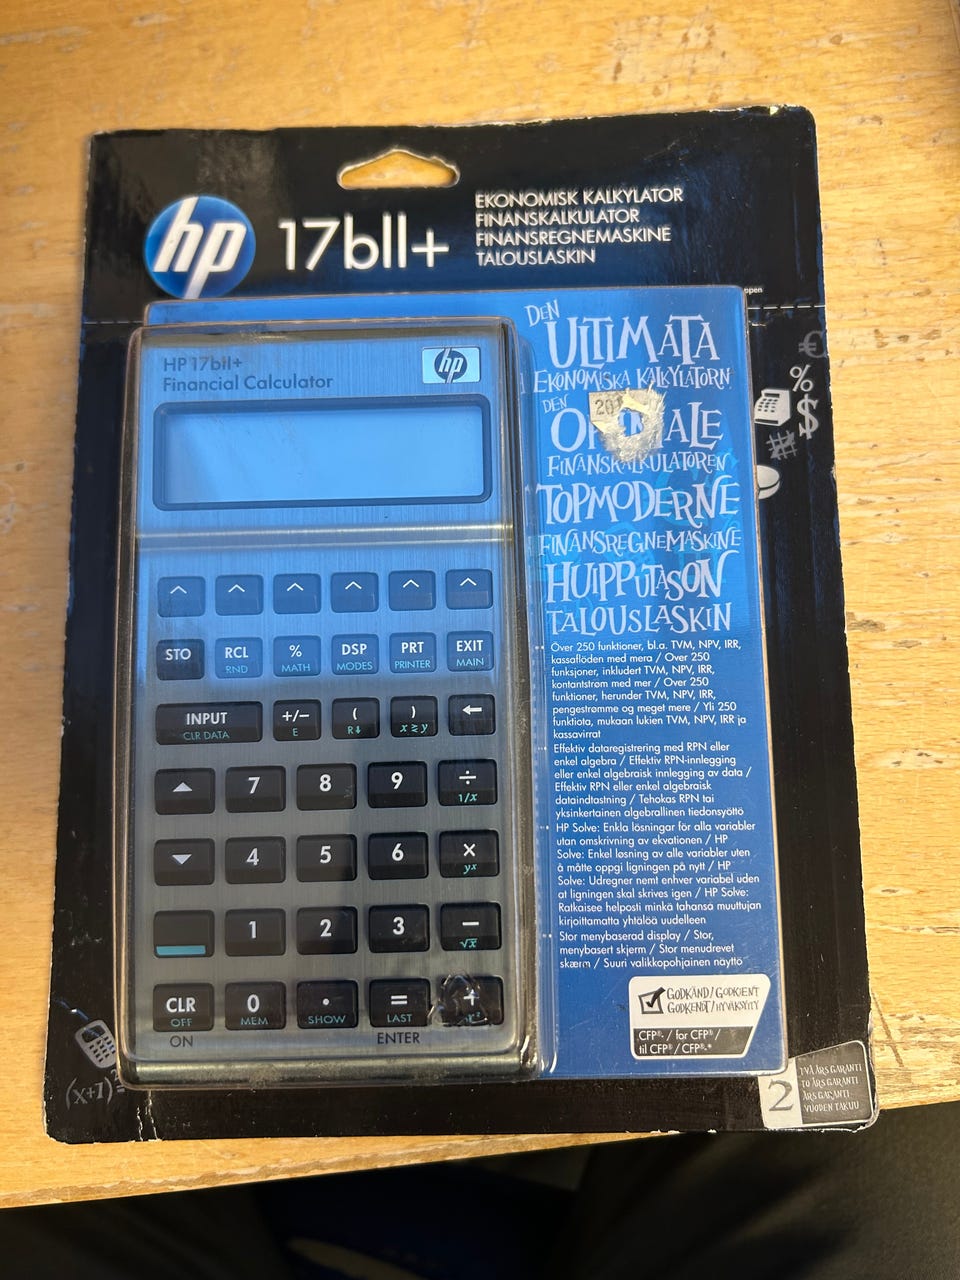 hp
17bII+
EKONOMISK KALKYLATOR
FINANSKALKULATOR
FINANSREGNEMASKINE
TALOUSLASKIN
HP 17bII+
Financial Calculator
hp
STO
RCL
%
DSP
PRT
EXIT
RND
MATH
MODES
PRINTER
MAIN
INPUT
+/−
(
)
←
CLR DATA
E
R↓
x≷y
7
8
9
÷
1/x
4
5
6
×
yˣ
1
2
3
−
√x
CLR
0
.
=
+
OFF
MEM
SHOW
LAST
ON
ENTER
DEN
ULTIMATA
EKONOMISKA KALKYLATORN
DEN
FINANSKALKULATOREN
TOPMODERNE
FINANSREGNEMASKINE
HUIPPUTASON
TALOUSLASKIN
Över 250 funktioner, bl.a. TVM, NPV, IRR,
kassaflöden med mera / Over 250
funksjoner, inkludert TVM, NPV, IRR,
kontantstrøm med mer / Over 250
funktioner, herunder TVM, NPV, IRR,
pengestrømme og meget mere / Yli 250
funktiota, mukaan lukien TVM, NPV, IRR ja
kassavirrat
Effektiv dataregistrering med RPN eller
enkel algebra / Effektiv RPN-innlegging
eller enkel algebraisk innlegging av data /
Effektiv RPN eller enkel algebraisk
dataindtastning / Tehokas RPN tai
yksinkertainen algebrallinen tiedonsyöttö
HP Solve: Enkla lösningar för alla variabler
utan omskrivning av ekvationen / HP
Solve: Enkel løsning av alle variabler uten
å måtte oppgi ligningen på nytt / HP
Solve: Udregner nemt enhver variabel uden
at ligningen skal skrives igen / HP Solve:
Ratkaisee helposti minkä tahansa muuttujan
kirjoittamatta yhtälöä uudelleen
Stor menybaserad display / Stor,
menybasert skjerm / Stor menudrevet
skærm / Suuri valikkopohjainen näyttö
GODKÄND/GODKJENT
GODKENDT/HYVÄKSYTTY
CFP®- / for CFP® /
til CFP® / CFP®-*
€
%
$
#
(x+1)
2
TVÅ ÅRS GARANTI
TO ÅRS GARANTI
ÅRS GARANTI
VUODEN TAKUU